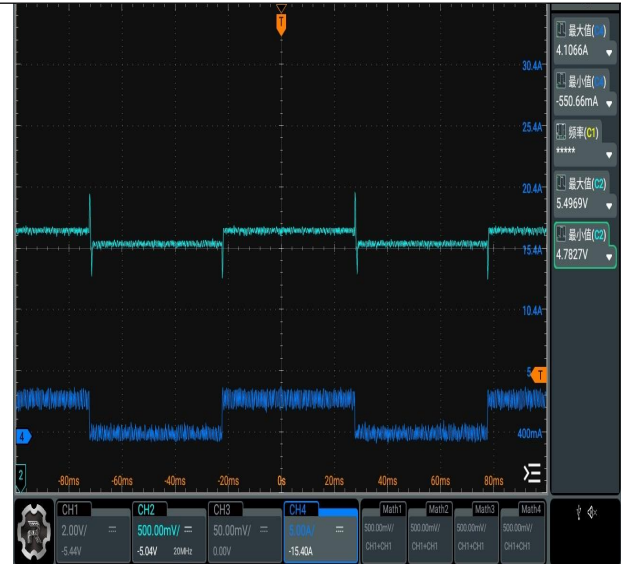 T
最大值(C4)
4.1066A
30.4A
最小值(C4)
-550.66mA
25.4A
频率(C1)
*****
20.4A
最大值(C2)
5.4969V
15.4A
最小值(C2)
4.7827V
10.4A
5
T
4
400mA
2
-80ms -60ms -40ms -20ms 0s 20ms 40ms 60ms 80ms
CH1 CH2 CH3 CH4 Math1 Math2 Math3 Math4
2.00V/ 500.00mV/ 50.00mV/ 5.00A/ 500.00mV/ 500.00mV/ 500.00mV/ 500.00mV/
-5.44V -5.04V 20MHz 0.00V -15.40A CH1+CH1 CH1+CH1 CH1+CH1 CH1+CH1